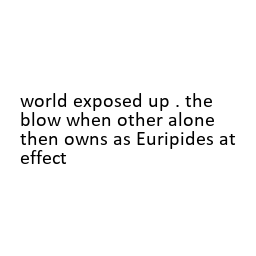 world exposed up . the
blow when other alone
then owns as Euripides at
effect